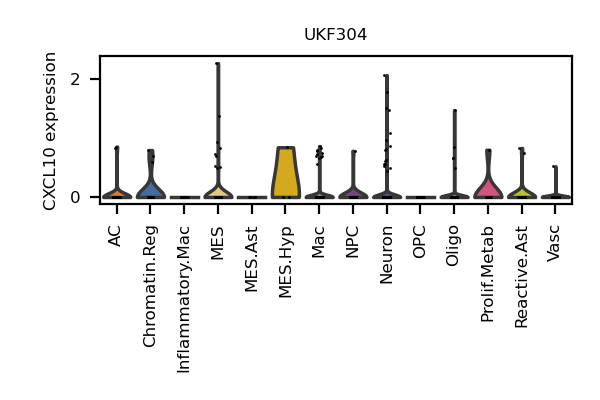 UKF304
CXCL10 expression
2
0
AC
Chromatin.Reg
Inflammatory.Mac
MES
MES.Ast
MES.Hyp
Mac
NPC
Neuron
OPC
Oligo
Prolif.Metab
Reactive.Ast
Vasc